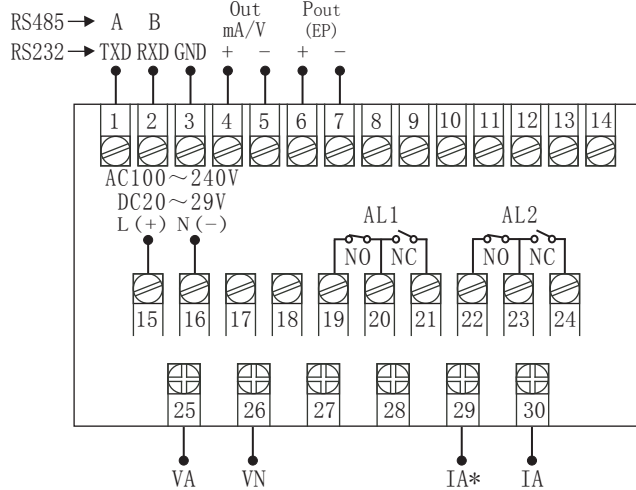 Out Pout
RS485 → A B mA/V (EP)
RS232 → TXD RXD GND + − + −
1 2 3 4 5 6 7 8 9 10 11 12 13 14
AC100～240V
DC20～29V
L(+) N(−)
AL1 AL2
NO NC NO NC
15 16 17 18 19 20 21 22 23 24
25 26 27 28 29 30
VA VN IA* IA